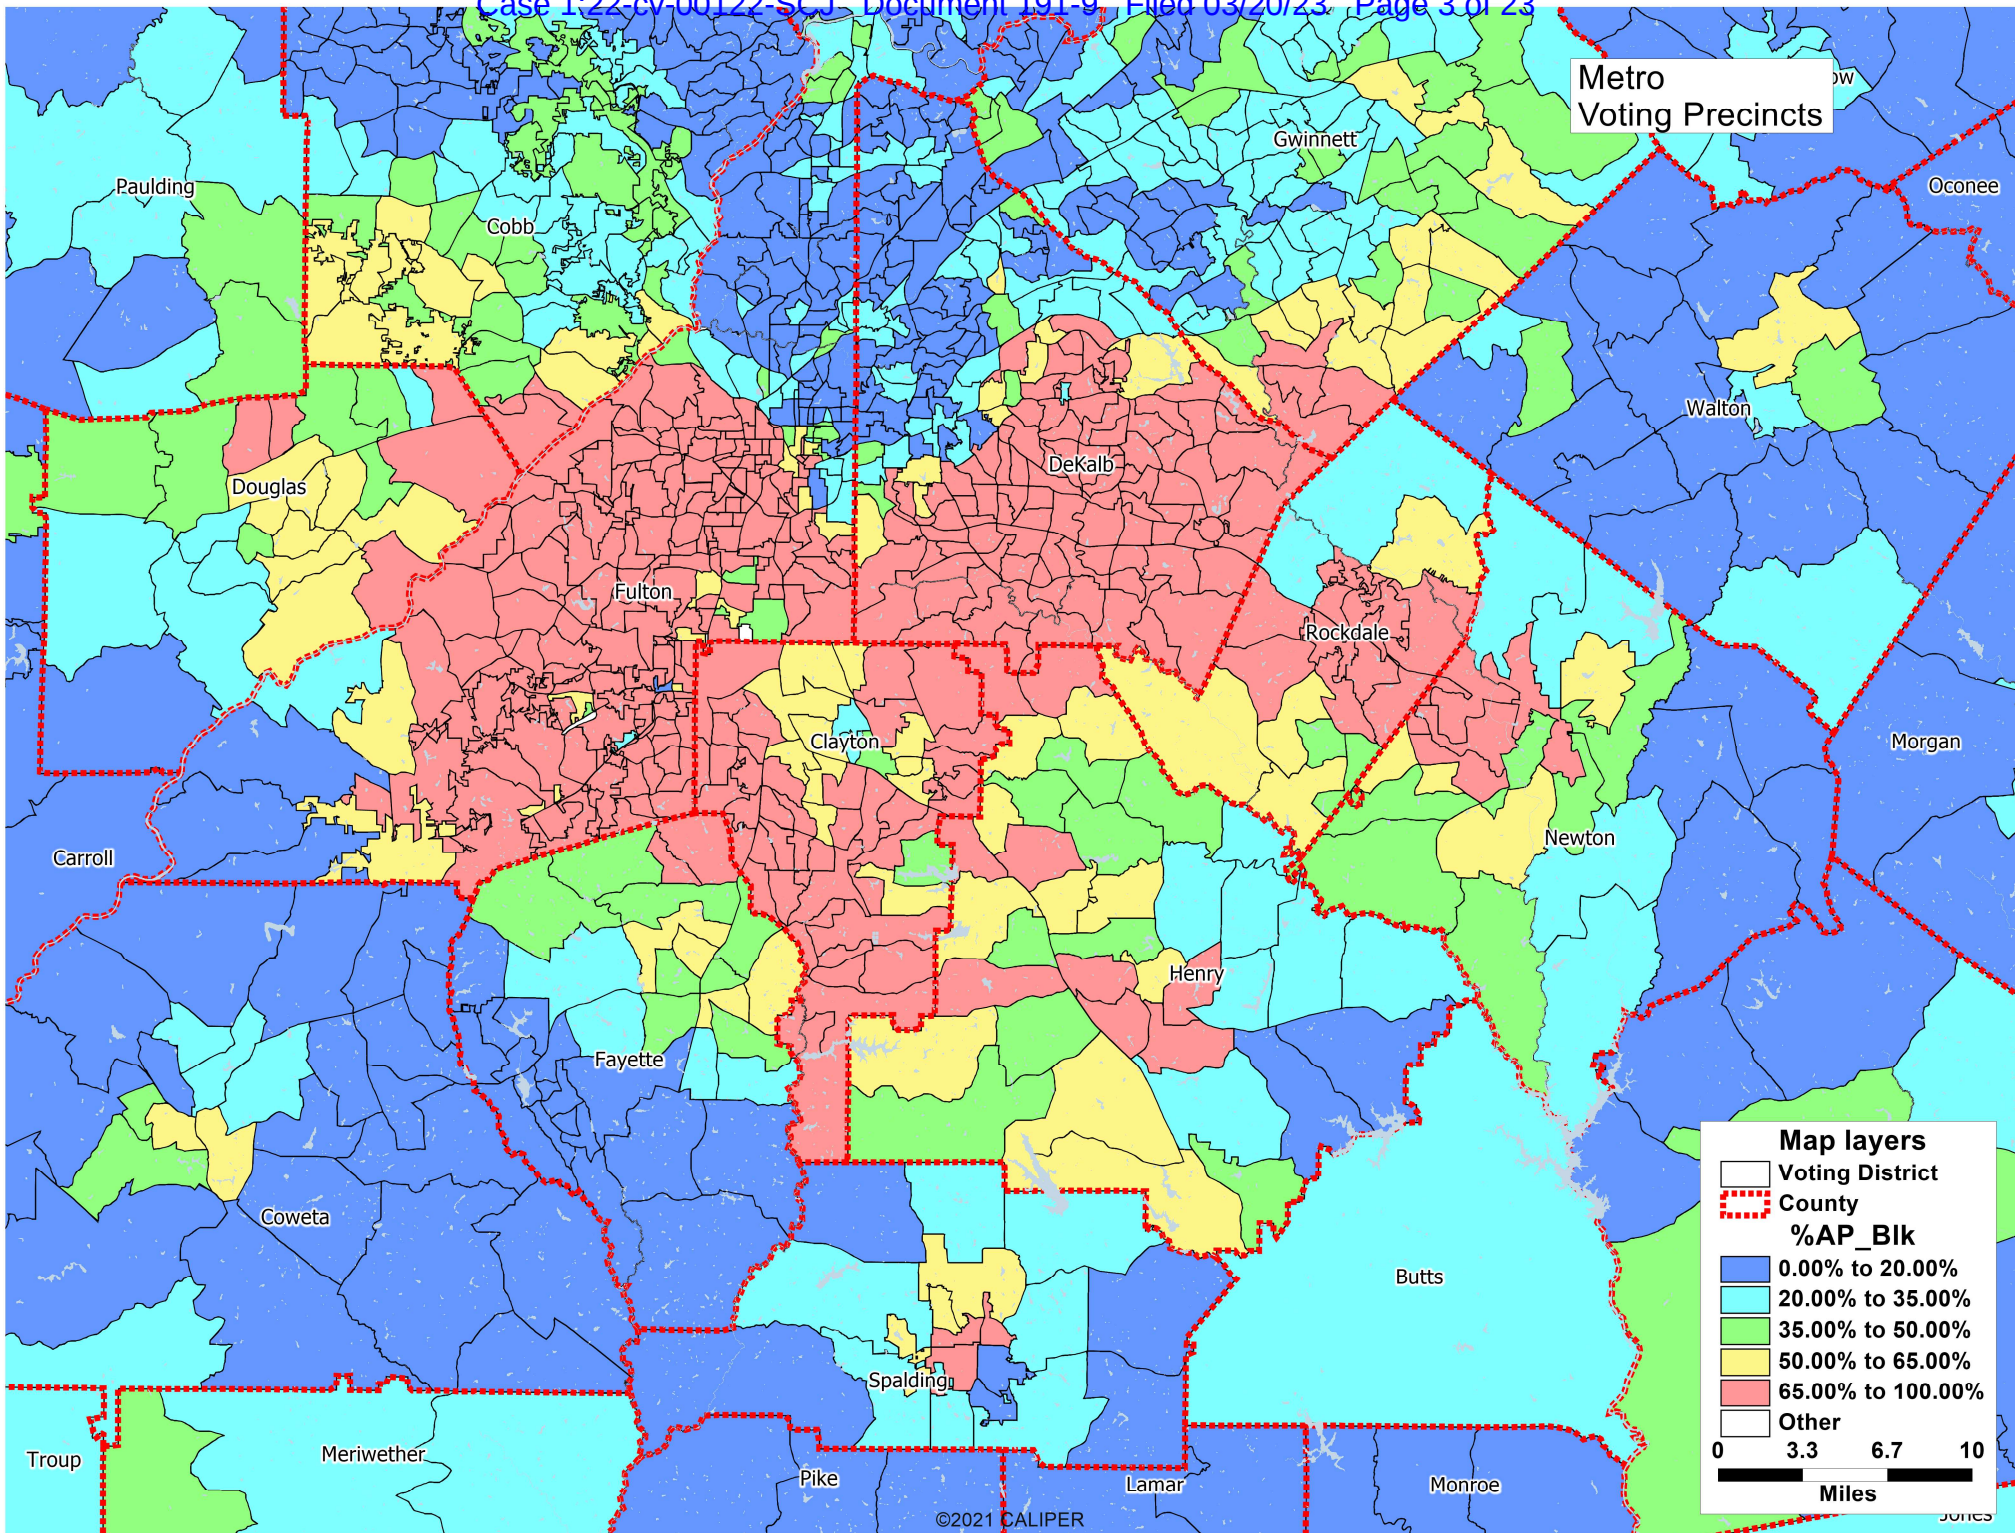 Case 1:22-cv-00122-SCJ Document 191-9 Filed 03/20/23 Page 3 of 23
Metro
Voting Precincts
ow
Gwinnett
Oconee
Paulding
Cobb
Walton
DeKalb
Douglas
Fulton
Rockdale
Clayton
Morgan
Newton
Carroll
Henry
Fayette
Coweta
Butts
Spalding
Troup
Meriwether
Pike
Lamar
Monroe
Jones
Map layers
Voting District
County
%AP_Blk
0.00% to 20.00%
20.00% to 35.00%
35.00% to 50.00%
50.00% to 65.00%
65.00% to 100.00%
Other
0 3.3 6.7 10
Miles
©2021 CALIPER